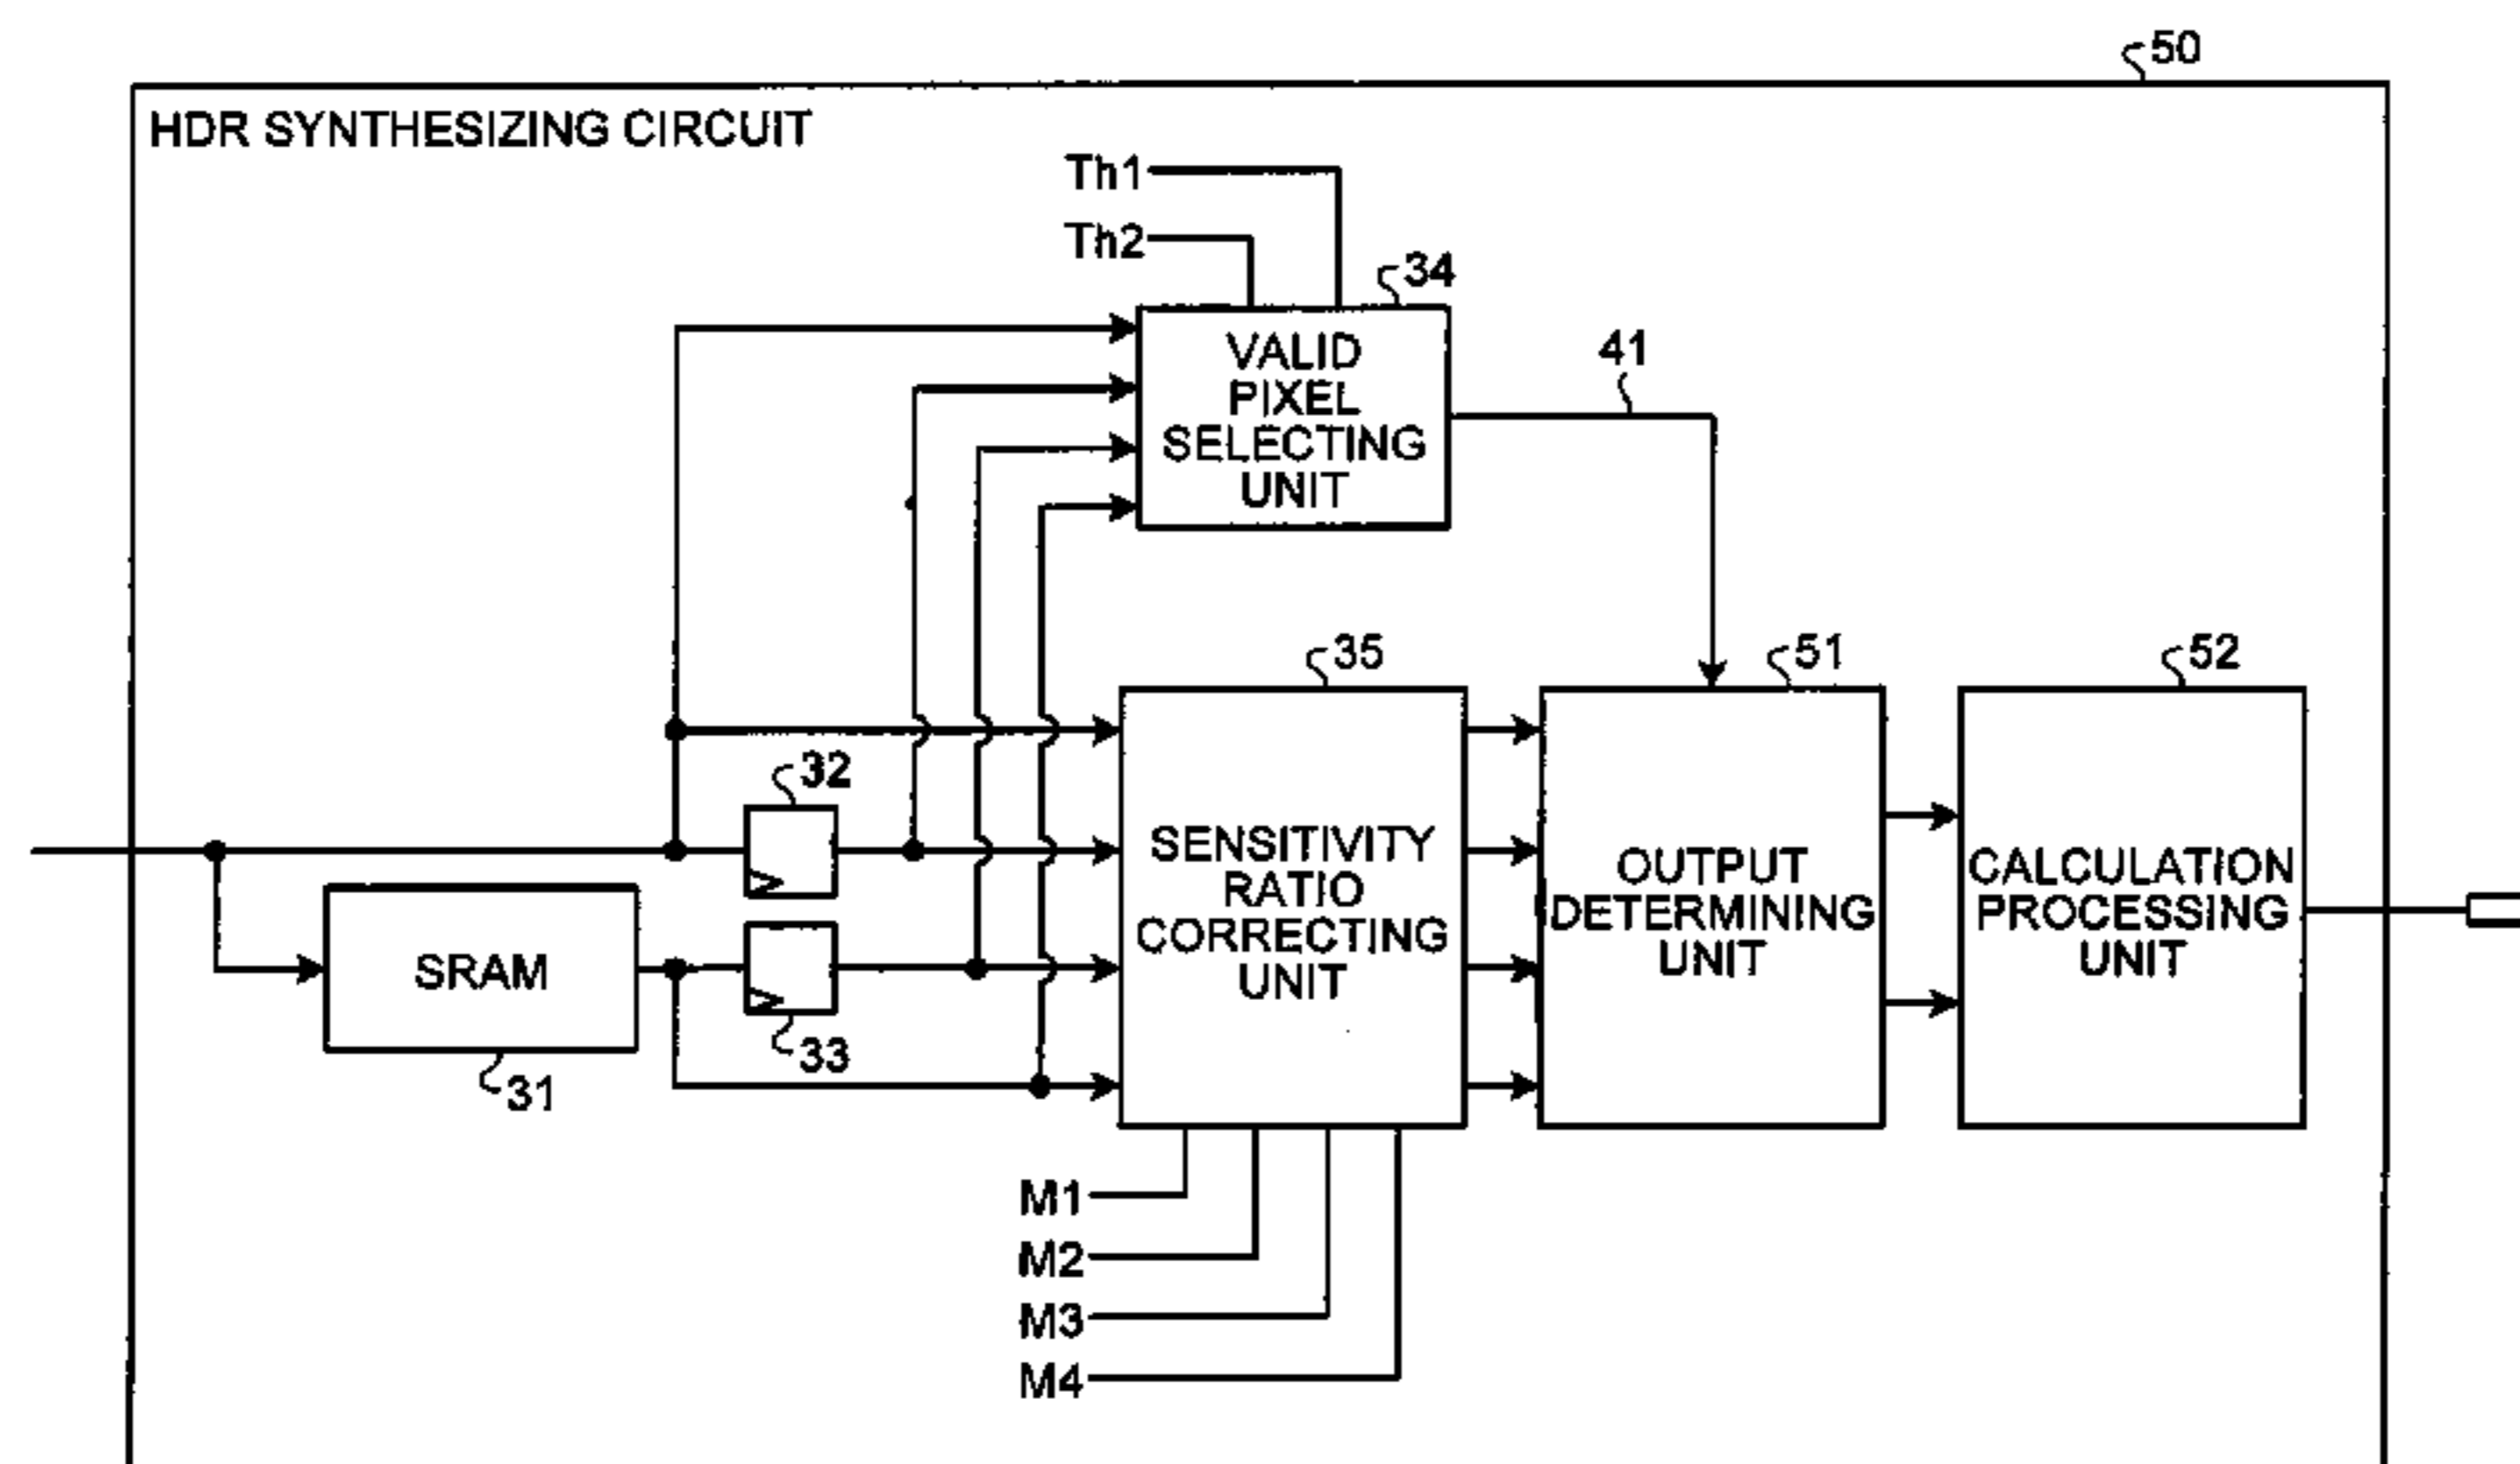 50
HDR SYNTHESIZING CIRCUIT
Th1
Th2
34
VALID
PIXEL
SELECTING
UNIT
41
35
51
52
32
SENSITIVITY
RATIO
CORRECTING
UNIT
OUTPUT
DETERMINING
UNIT
CALCULATION
PROCESSING
UNIT
SRAM
33
31
M1
M2
M3
M4